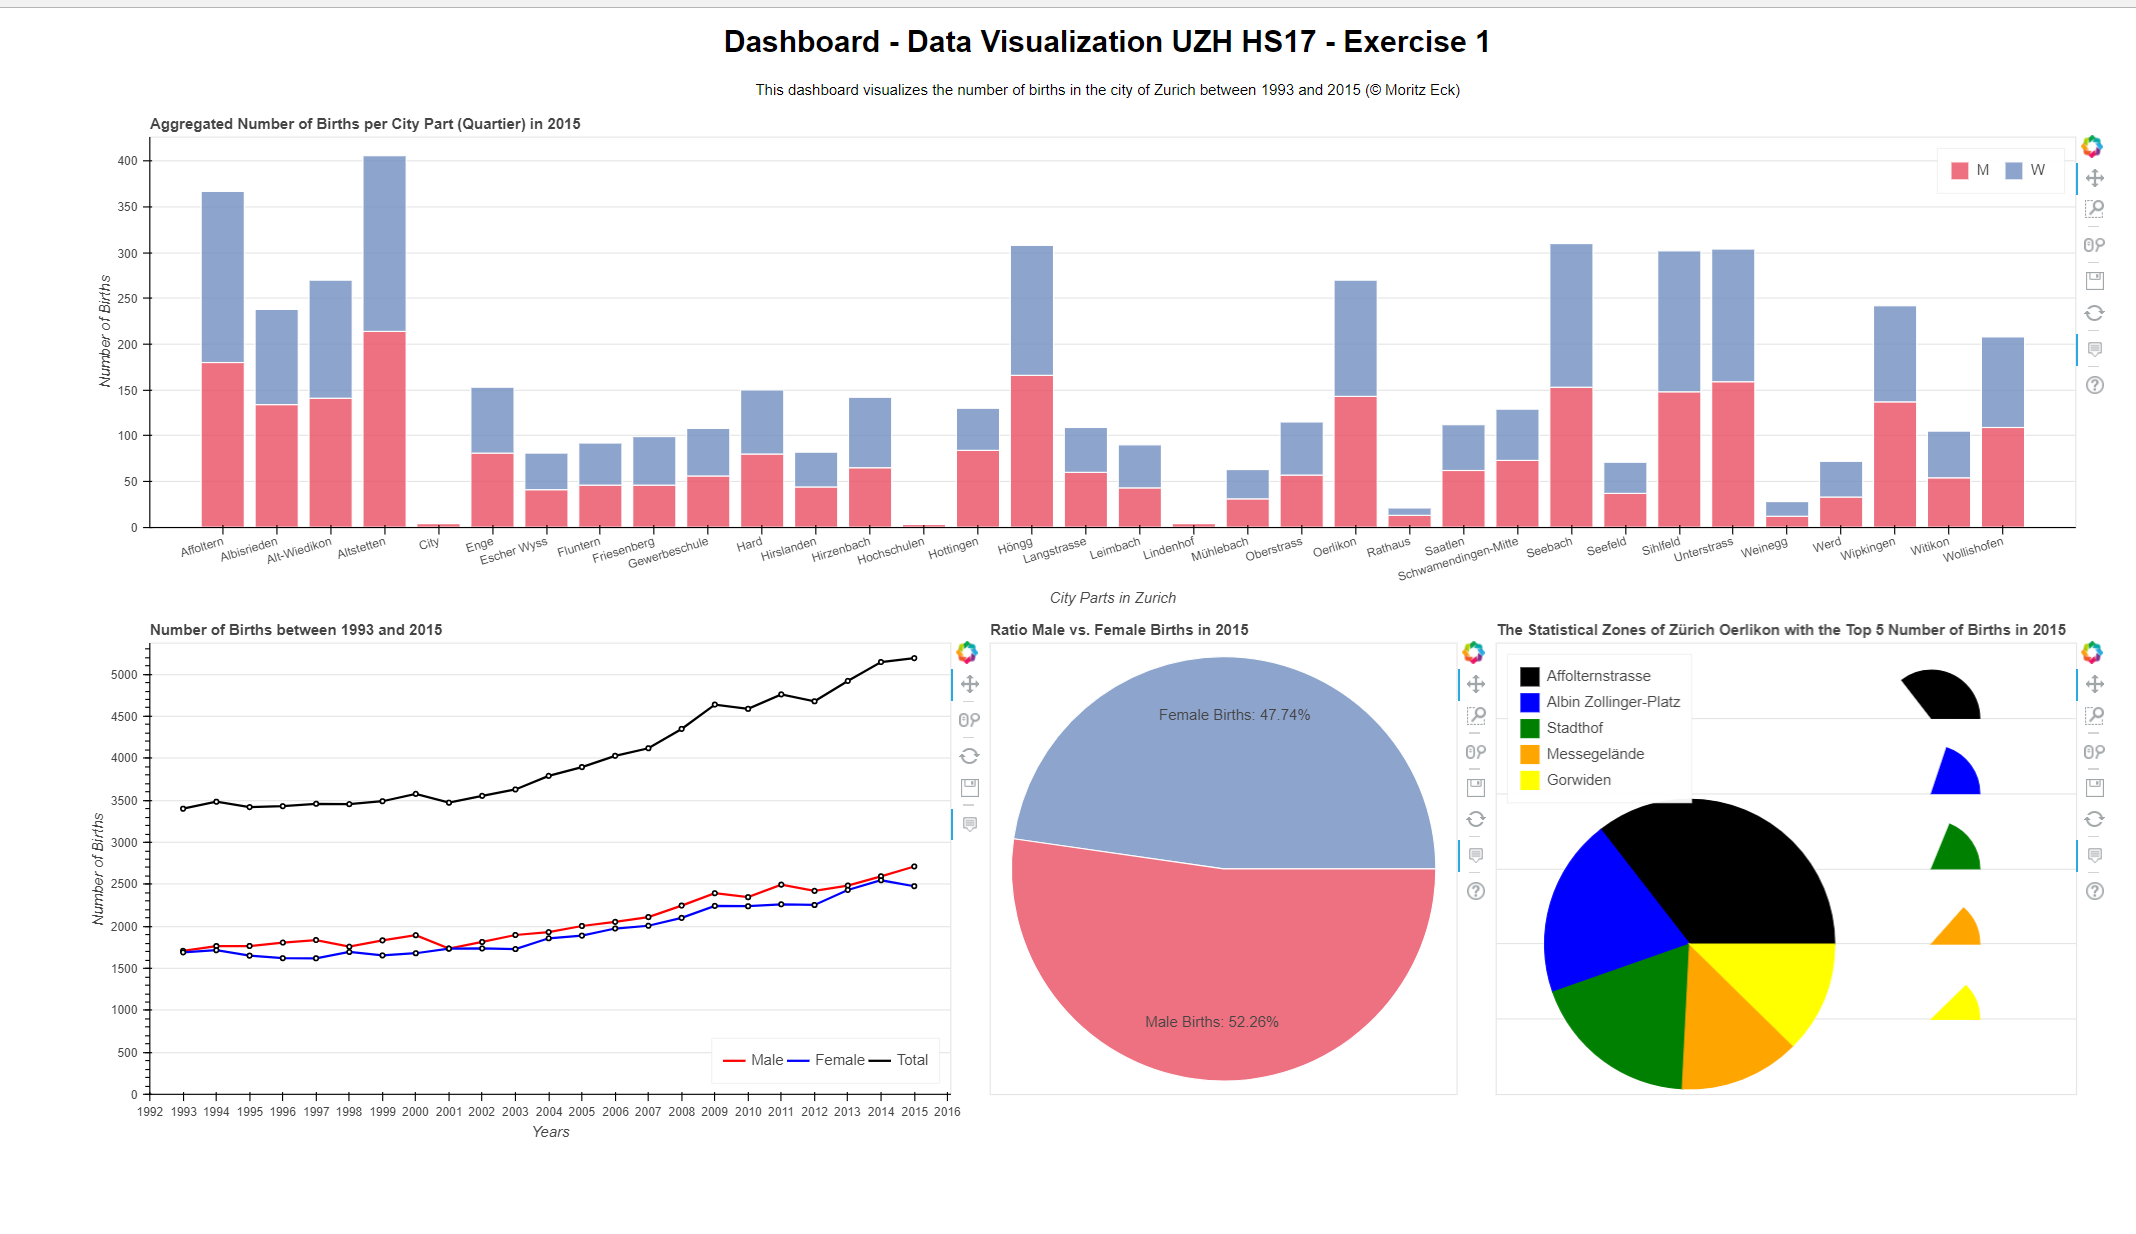 Dashboard - Data Visualization UZH HS17 - Exercise 1
This dashboard visualizes the number of births in the city of Zurich between 1993 and 2015 (© Moritz Eck)
Aggregated Number of Births per City Part (Quartier) in 2015
M W
Number of Births
400
350
300
250
200
150
100
50
0
Affoltern Albisrieden Alt-Wiedikon Altstetten City Enge Escher Wyss Fluntern Friesenberg Gewerbeschule Hard Hirslanden Hirzenbach Hochschulen Hottingen Höngg Langstrasse Leimbach Lindenhof Mühlebach Oberstrass Oerlikon Rathaus Saatlen Schwamendingen-Mitte Seebach Seefeld Sihlfeld Unterstrass Weinegg Werd Wipkingen Witikon Wollishofen
City Parts in Zurich
Number of Births between 1993 and 2015
Number of Births
5000
4500
4000
3500
3000
2500
2000
1500
1000
500
0
Male Female Total
1992 1993 1994 1995 1996 1997 1998 1999 2000 2001 2002 2003 2004 2005 2006 2007 2008 2009 2010 2011 2012 2013 2014 2015 2016
Years
Ratio Male vs. Female Births in 2015
Female Births: 47.74%
Male Births: 52.26%
The Statistical Zones of Zürich Oerlikon with the Top 5 Number of Births in 2015
Affolternstrasse
Albin Zollinger-Platz
Stadthof
Messegelände
Gorwiden